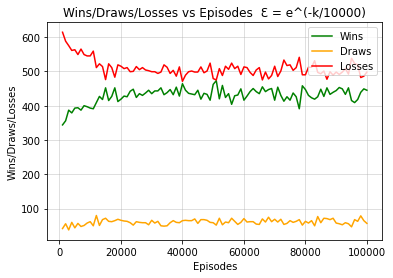 Wins/Draws/Losses vs Episodes  Ɛ = e^(-k/10000)
Wins/Draws/Losses
600
500
400
300
200
100
Wins
Draws
Losses
0
20000
40000
60000
80000
100000
Episodes